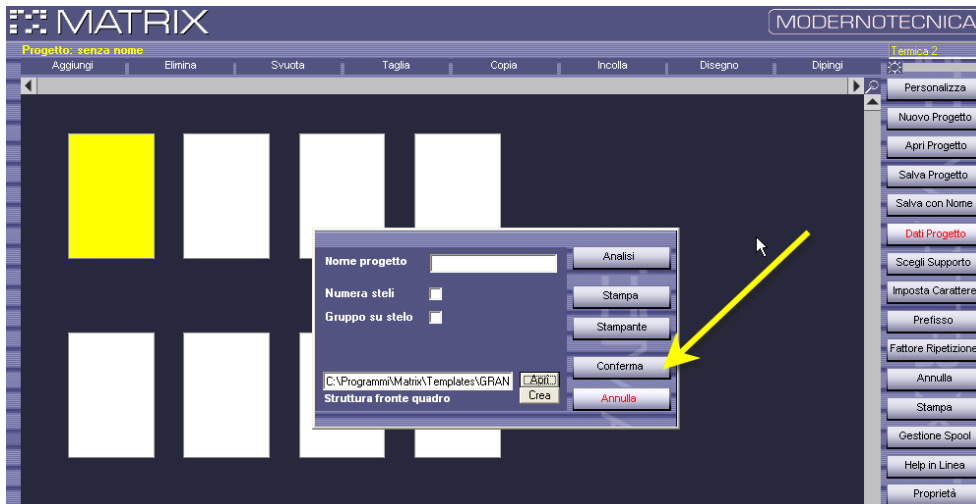 MATRIX
MODERNOTECNICA
Progetto: senza nome
Termica 2
Aggiungi Elimina Svuota Taglia Copia Incolla Disegno Dipingi
Personalizza
Nuovo Progetto
Apri Progetto
Salva Progetto
Salva con Nome
Dati Progetto
Scegli Supporto
Imposta Carattere
Prefisso
Fattore Ripetizione
Annulla
Stampa
Gestione Spool
Help in Linea
Proprietà
Nome progetto
Numera steli
Gruppo su stelo
C:\Programmi\Matrix\Templates\GRAN
Apri
Struttura fronte quadro
Crea
Analisi
Stampa
Stampante
Conferma
Annulla